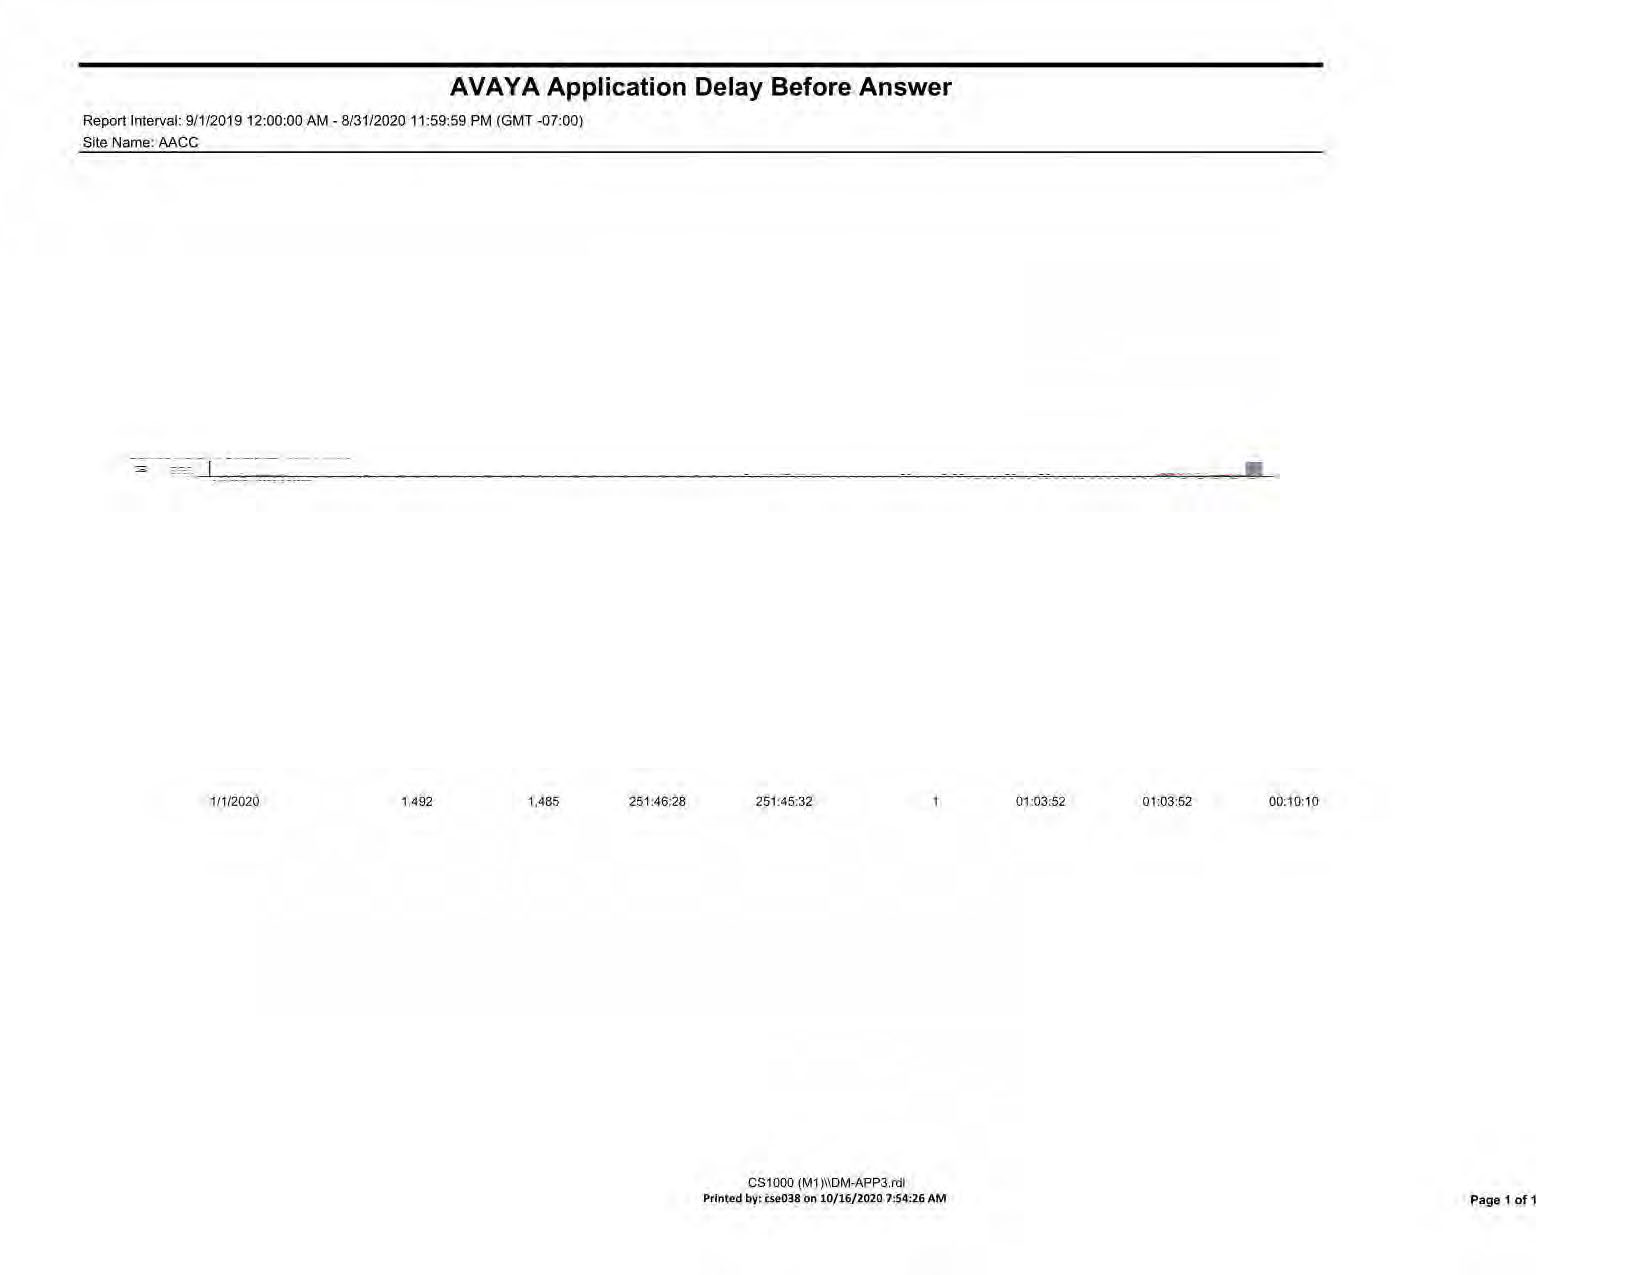 AVAYA Application Delay Before Answer
Report Interval: 9/1/2019 12:00:00 AM - 8/31/2020 11:59:59 PM (GMT -07:00)
Site Name: AACC
1/1/2020 1,492 1,485 251:46:28 251:45:32 1 01:03:52 01:03:52 00:10:10
CS1000 (M1)\\DM-APP3.rdl
Printed by: cse038 on 10/16/2020 7:54:26 AM
Page 1 of 1